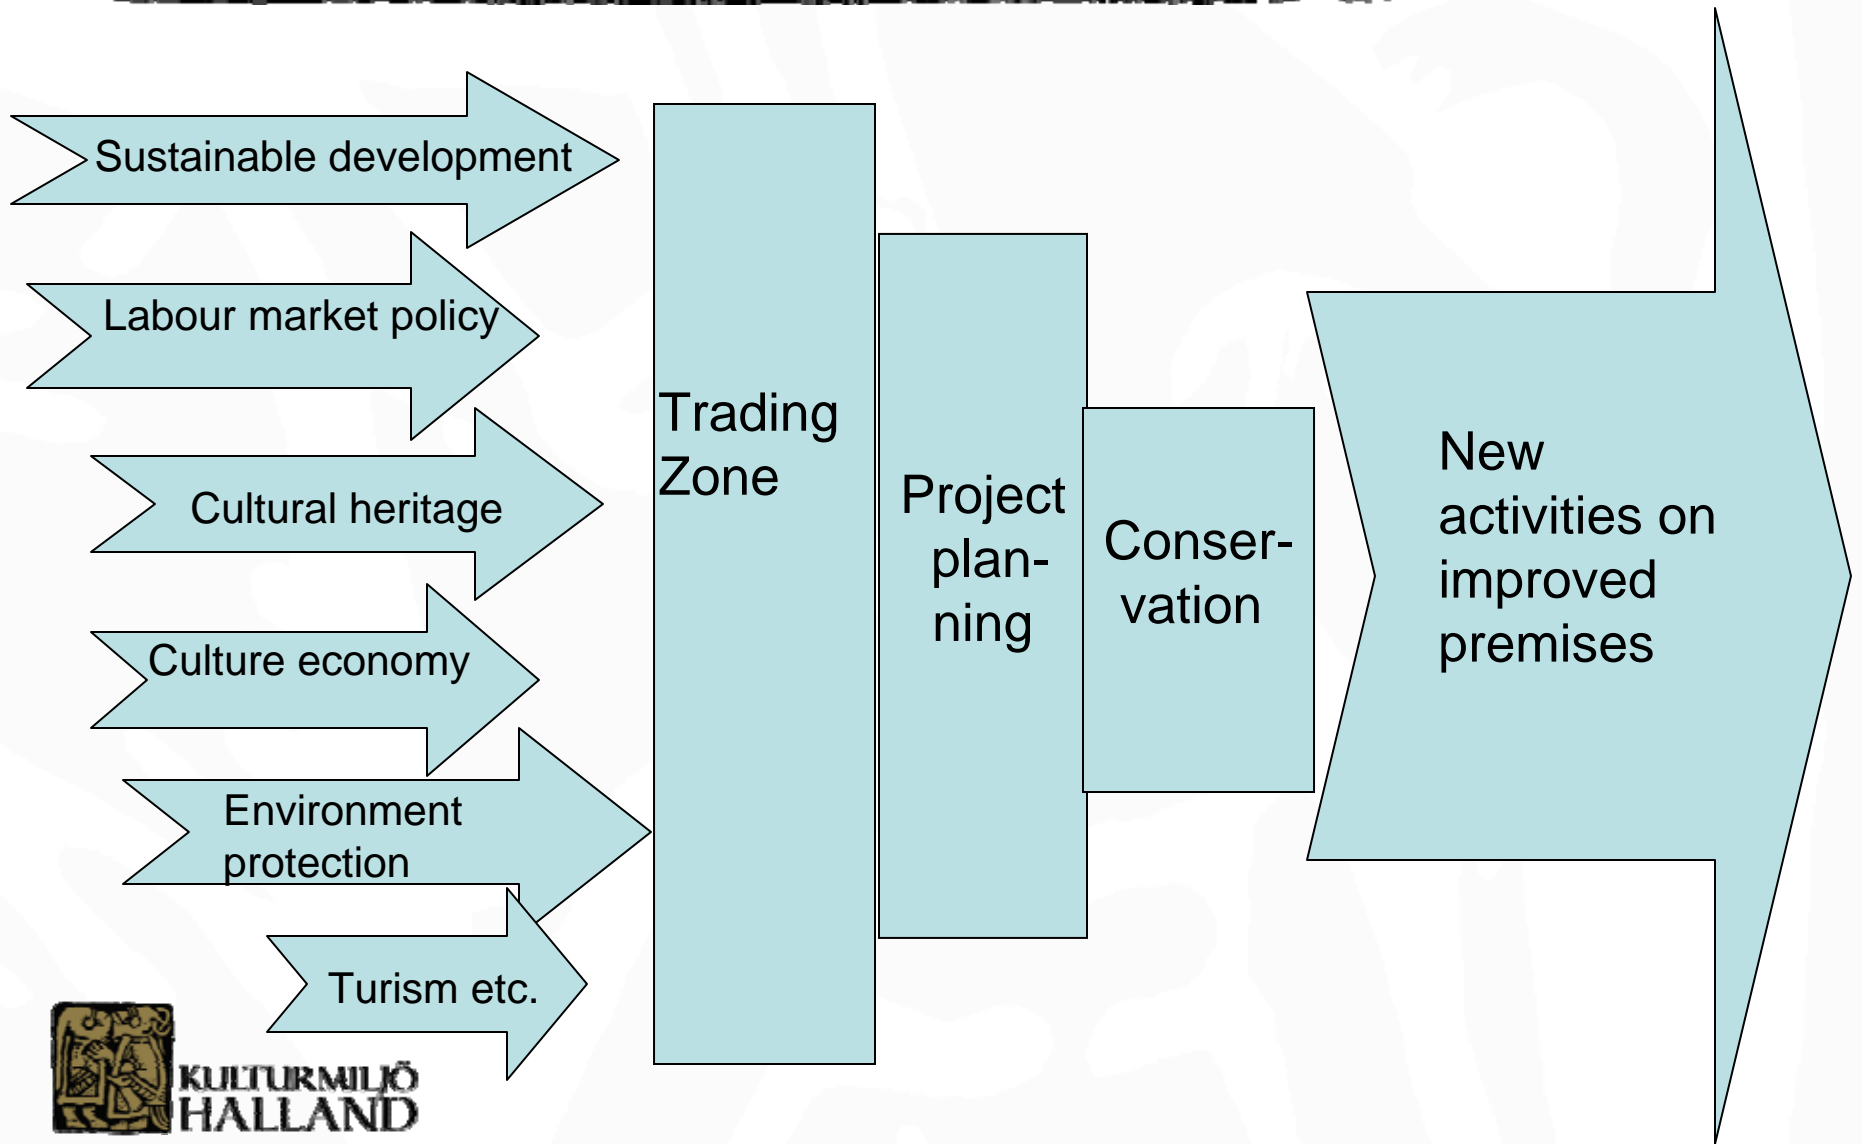 Sustainable development
Labour market policy
Cultural heritage
Culture economy
Environment
protection
Turism etc.
Trading
Zone
Project
plan-
ning
Conser-
vation
New
activities on
improved
premises
KULTURMILJÖ
HALLAND